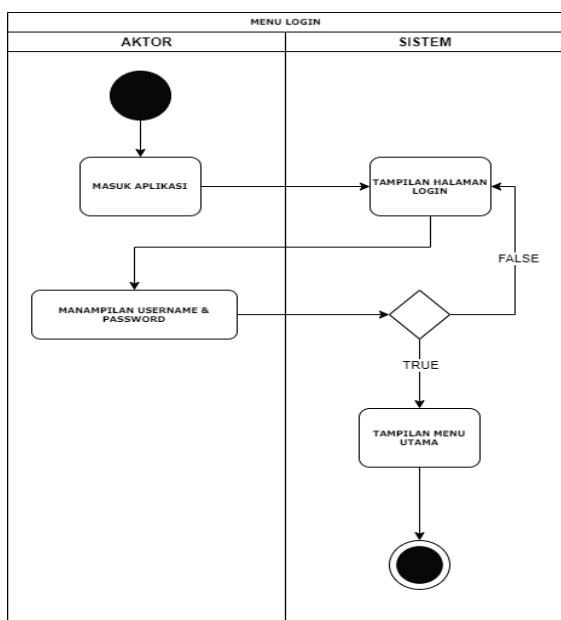 MENU LOGIN
AKTOR
SISTEM
MASUK APLIKASI
TAMPILAN HALAMAN
LOGIN
FALSE
MANAMPILAN USERNAME &
PASSWORD
TRUE
TAMPILAN MENU
UTAMA